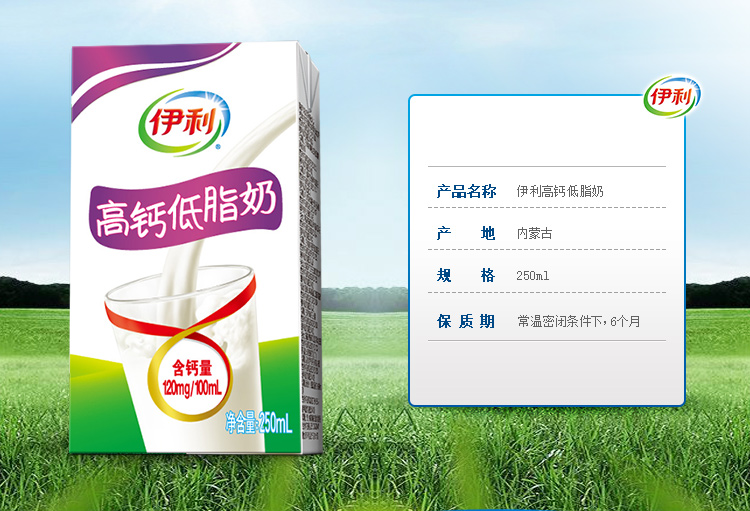 伊利
®
高钙低脂奶
含钙量
120mg/100mL
净含量:250mL
伊利
产品名称 伊利高钙低脂奶
产 地 内蒙古
规 格 250ml
保 质 期 常温密闭条件下，6个月